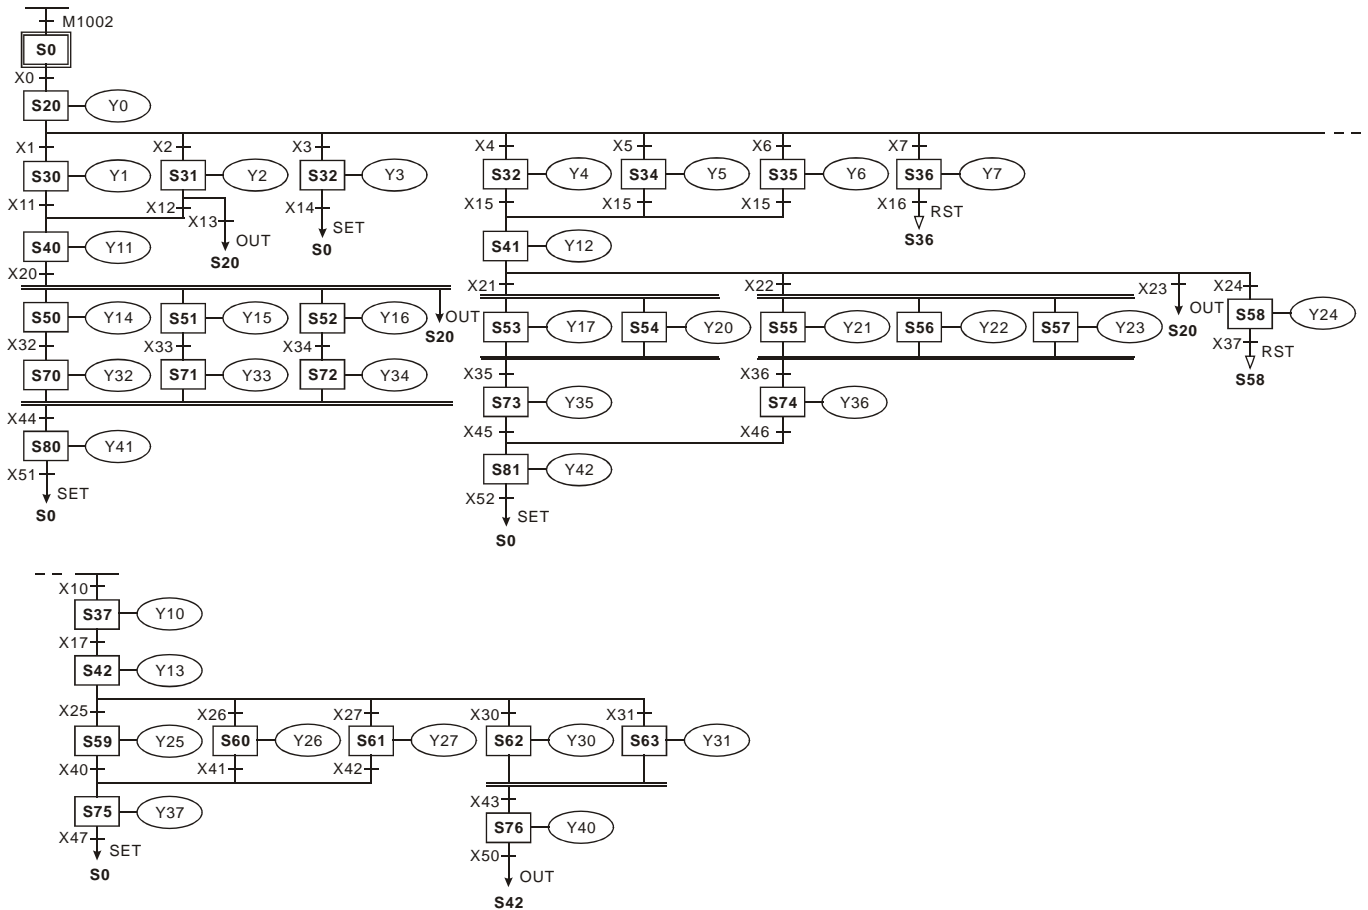 M1002
S0
X0
S20 Y0
X1 X2 X3 X4 X5 X6 X7
S30 Y1 S31 Y2 S32 Y3 S32 Y4 S34 Y5 S35 Y6 S36 Y7
X11 X12 X13 X14 X15 X15 X15 X16
OUT SET RST
S20 S0 S36
S40 Y11 S41 Y12
X20 X21 X22 X23 X24
OUT OUT
S20 S20
S50 Y14 S51 Y15 S52 Y16 S53 Y17 S54 Y20 S55 Y21 S56 Y22 S57 Y23 S58 Y24
X32 X33 X34 X37
RST
S58
S70 Y32 S71 Y33 S72 Y34
X35 X36
S73 Y35 S74 Y36
X44 X45 X46
S80 Y41 S81 Y42
X51 X52
SET SET
S0 S0
X10
S37 Y10
X17
S42 Y13
X25 X26 X27 X30 X31
S59 Y25 S60 Y26 S61 Y27 S62 Y30 S63 Y31
X40 X41 X42 X43
S75 Y37 S76 Y40
X47 X50
SET OUT
S0 S42